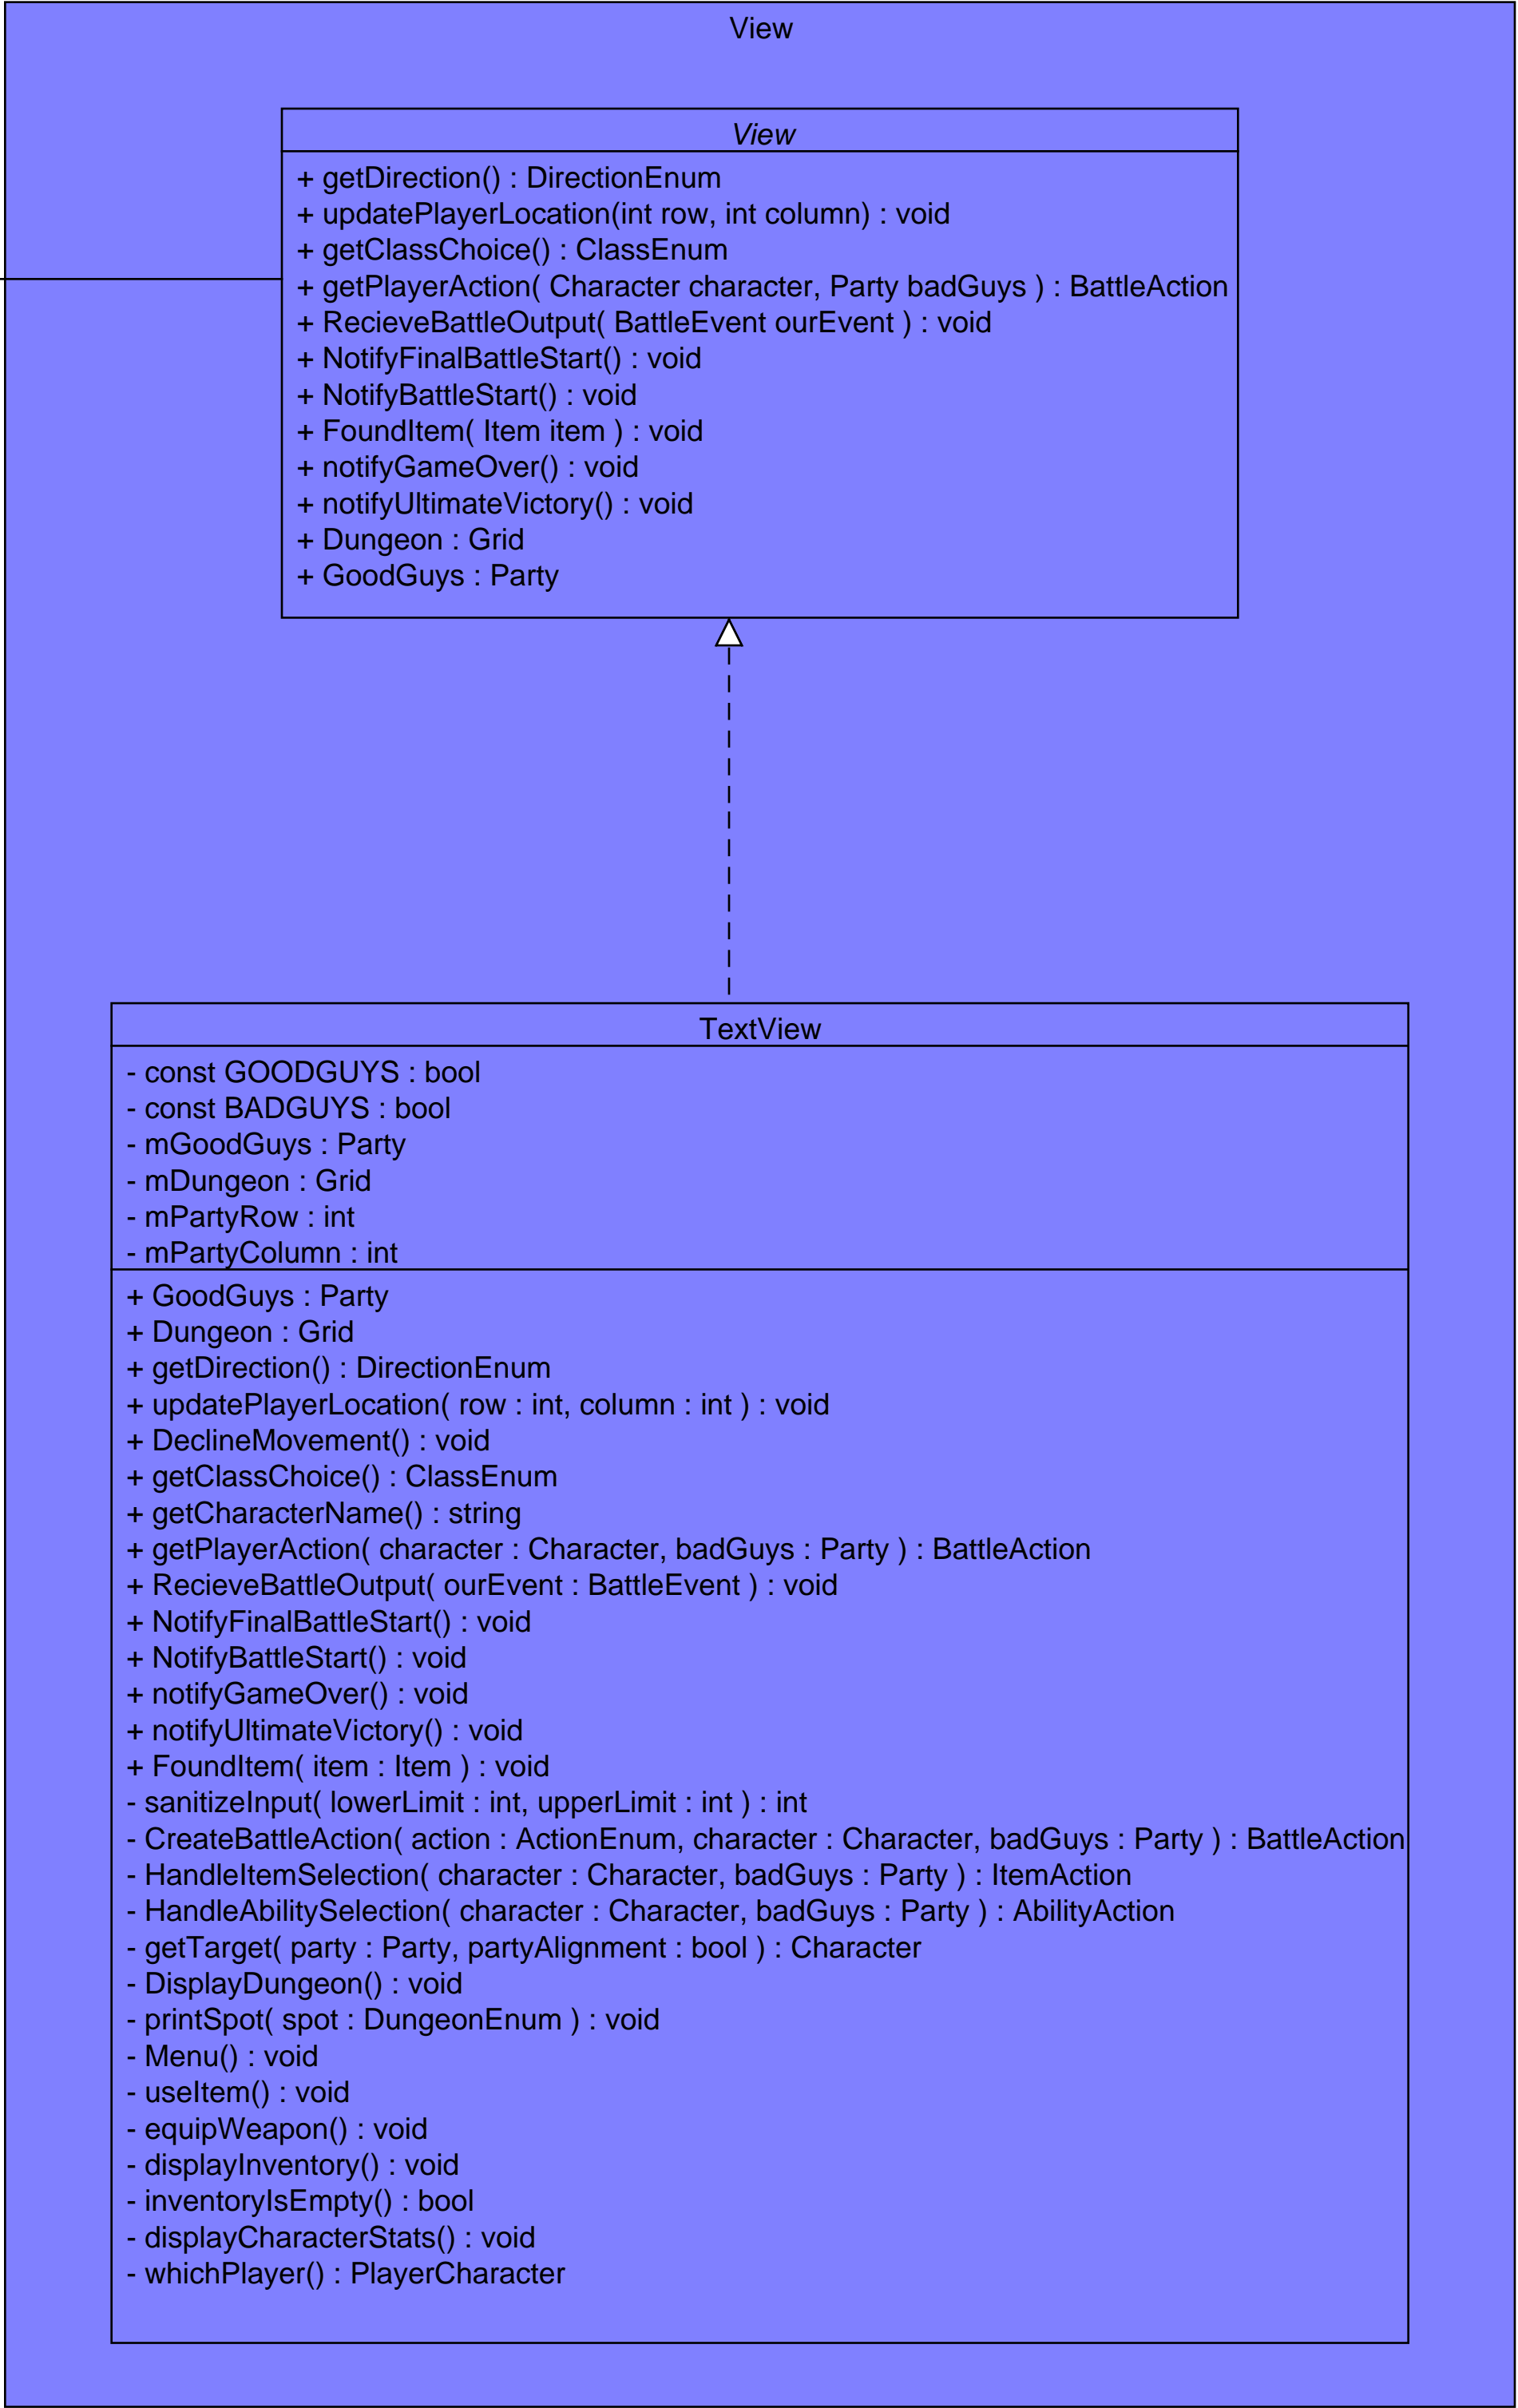 View
View
+ getDirection() : DirectionEnum
+ updatePlayerLocation(int row, int column) : void
+ getClassChoice() : ClassEnum
+ getPlayerAction( Character character, Party badGuys ) : BattleAction
+ RecieveBattleOutput( BattleEvent ourEvent ) : void
+ NotifyFinalBattleStart() : void
+ NotifyBattleStart() : void
+ FoundItem( Item item ) : void
+ notifyGameOver() : void
+ notifyUltimateVictory() : void
+ Dungeon : Grid
+ GoodGuys : Party
TextView
- const GOODGUYS : bool
- const BADGUYS : bool
- mGoodGuys : Party
- mDungeon : Grid
- mPartyRow : int
- mPartyColumn : int
+ GoodGuys : Party
+ Dungeon : Grid
+ getDirection() : DirectionEnum
+ updatePlayerLocation( row : int, column : int ) : void
+ DeclineMovement() : void
+ getClassChoice() : ClassEnum
+ getCharacterName() : string
+ getPlayerAction( character : Character, badGuys : Party ) : BattleAction
+ RecieveBattleOutput( ourEvent : BattleEvent ) : void
+ NotifyFinalBattleStart() : void
+ NotifyBattleStart() : void
+ notifyGameOver() : void
+ notifyUltimateVictory() : void
+ FoundItem( item : Item ) : void
- sanitizeInput( lowerLimit : int, upperLimit : int ) : int
- CreateBattleAction( action : ActionEnum, character : Character, badGuys : Party ) : BattleAction
- HandleItemSelection( character : Character, badGuys : Party ) : ItemAction
- HandleAbilitySelection( character : Character, badGuys : Party ) : AbilityAction
- getTarget( party : Party, partyAlignment : bool ) : Character
- DisplayDungeon() : void
- printSpot( spot : DungeonEnum ) : void
- Menu() : void
- useItem() : void
- equipWeapon() : void
- displayInventory() : void
- inventoryIsEmpty() : bool
- displayCharacterStats() : void
- whichPlayer() : PlayerCharacter